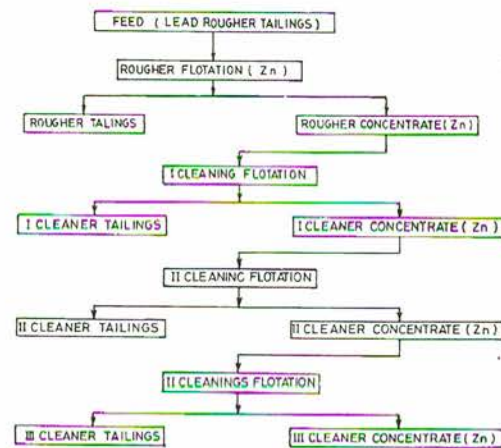 FEED (LEAD ROUGHER TAILINGS)
ROUGHER FLOTATION (Zn)
ROUGHER TALINGS
ROUGHER CONCENTRATE (Zn)
I CLEANING FLOTATION
I CLEANER TAILINGS
I CLEANER CONCENTRATE (Zn)
II CLEANING FLOTATION
II CLEANER TAILINGS
II CLEANER CONCENTRATE (Zn)
II CLEANINGS FLOTATION
III CLEANER TAILINGS
III CLEANER CONCENTRATE (Zn)